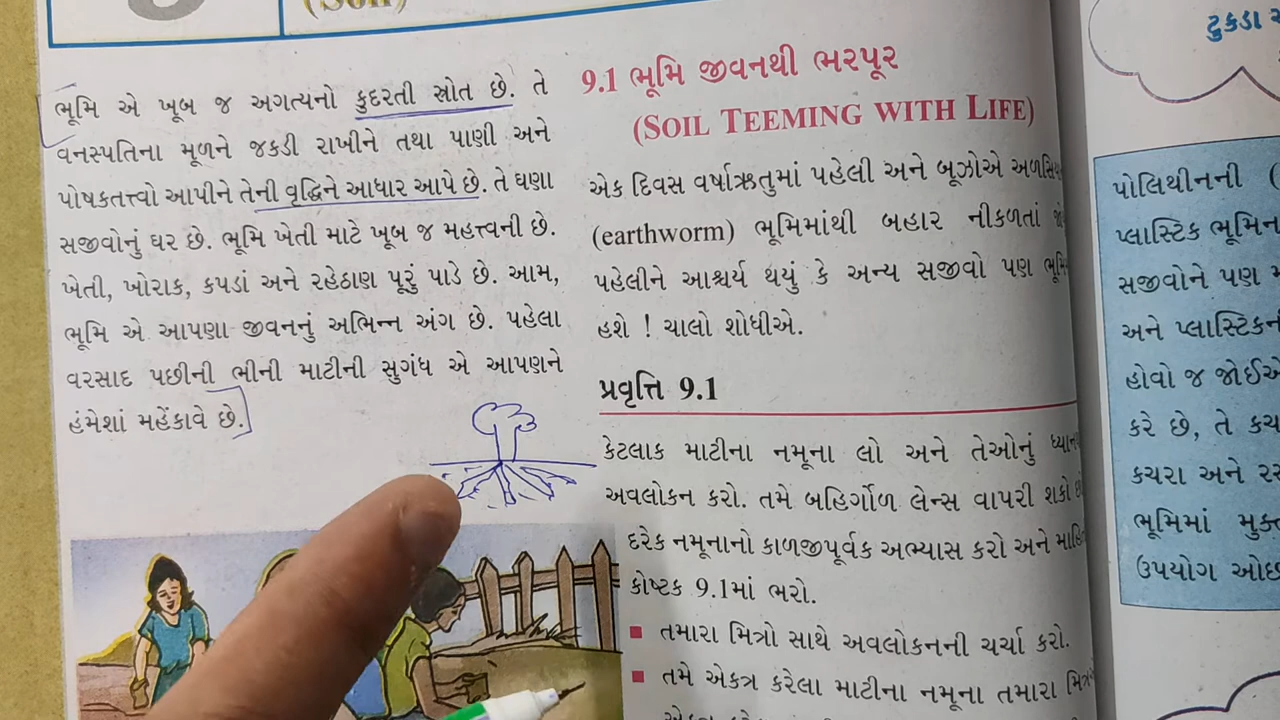 (Soil)
ભૂમિ એ ખૂબ જ અગત્યનો કુદરતી સ્રોત છે. તે
વનસ્પતિના મૂળને જકડી રાખીને તથા પાણી અને
પોષકતત્ત્વો આપીને તેની વૃદ્ધિને આધાર આપે છે. તે ઘણા
સજીવોનું ઘર છે. ભૂમિ ખેતી માટે ખૂબ જ મહત્ત્વની છે.
ખેતી, ખોરાક, કપડાં અને રહેઠાણ પૂરું પાડે છે. આમ,
ભૂમિ એ આપણા જીવનનું અભિન્ન અંગ છે. પહેલા
વરસાદ પછીની ભીની માટીની સુગંધ એ આપણને
હંમેશાં મહેંકાવે છે.
9.1 ભૂમિ જીવનથી ભરપૂર
(SOIL TEEMING WITH LIFE)
એક દિવસ વર્ષાઋતુમાં પહેલી અને બૂઝોએ
(earthworm) ભૂમિમાંથી બહાર નીકળતાં
પહેલીને આશ્ચર્ય થયું કે અન્ય સજીવો પણ
હશે ! ચાલો શોધીએ.
પ્રવૃત્તિ 9.1
કેટલાક માટીના નમૂના લો અને તેઓનું
અવલોકન કરો. તમે બહિર્ગોળ લેન્સ વાપરી શકો
દરેક નમૂનાનો કાળજીપૂર્વક અભ્યાસ કરો અને
કોષ્ટક 9.1માં ભરો.
■ તમારા મિત્રો સાથે અવલોકનની ચર્ચા કરો.
■ તમે એકત્ર કરેલા માટીના નમૂના તમારા
ટુકડા
પોલિથીનની (
પ્લાસ્ટિક
સજીવોને પણ
અને
હોવો જ
કરે છે, તે
કચરા અને
ભૂમિમાં
ઉપયોગ